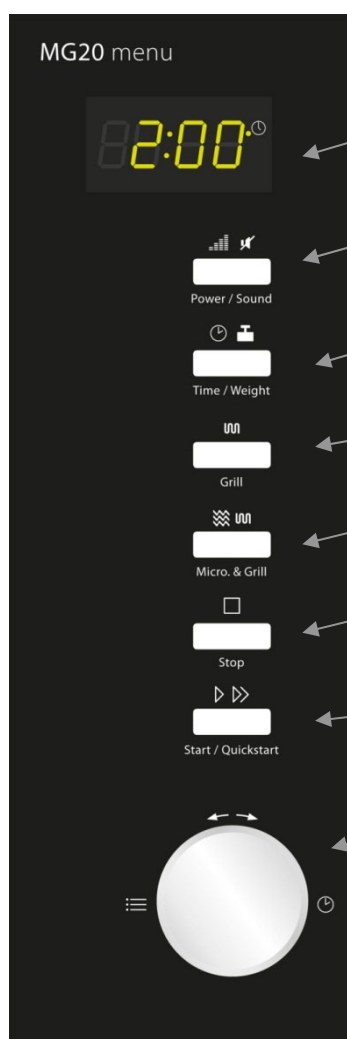 MG20 menu
2:00
Power / Sound
Time / Weight
Grill
Micro. & Grill
Stop
Start / Quickstart